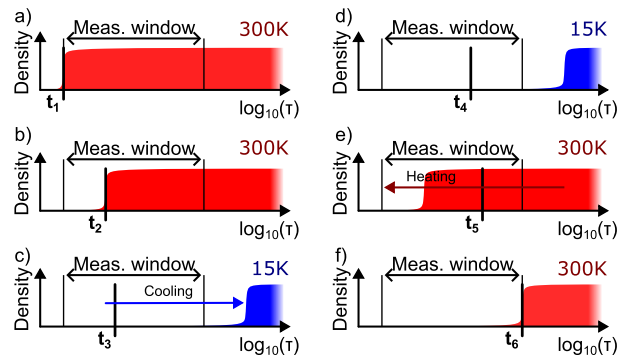 a)
Meas. window
300K
Density
t1
log10(τ)
b)
Meas. window
300K
Density
t2
log10(τ)
c)
Meas. window
15K
Cooling
Density
t3
log10(τ)
d)
Meas. window
15K
Density
t4
log10(τ)
e)
Meas. window
300K
Heating
Density
t5
log10(τ)
f)
Meas. window
300K
Density
t6
log10(τ)